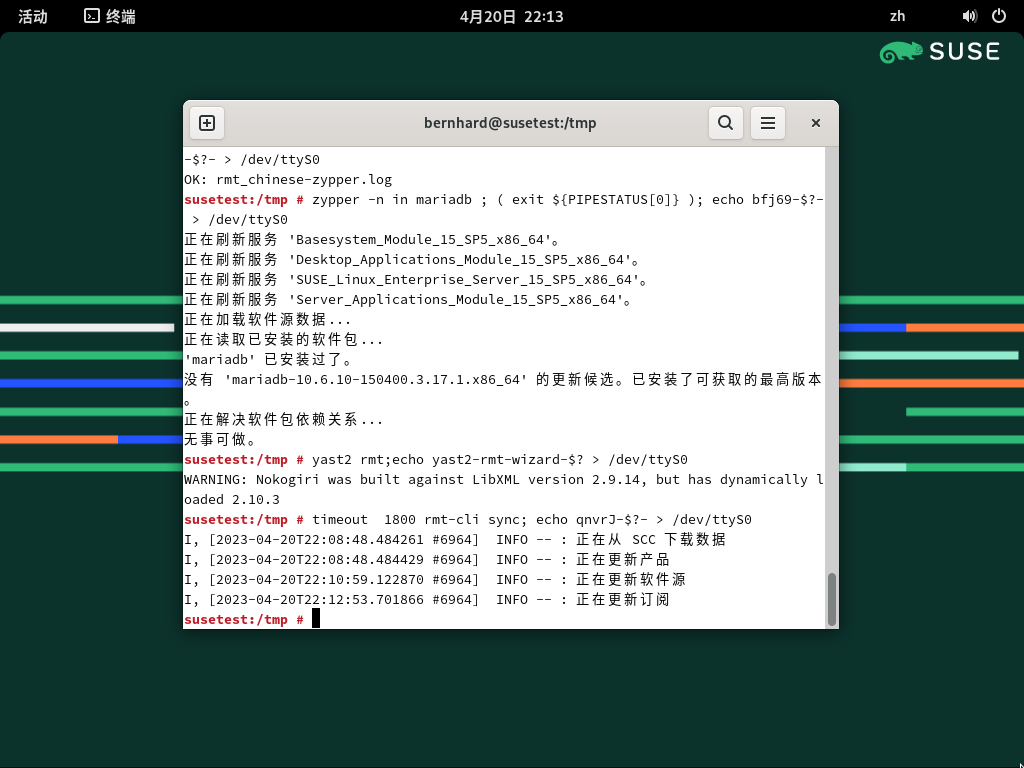 活动 终端 4月20日 22:13 zh
SUSE
bernhard@susetest:/tmp
-$?- > /dev/ttyS0
OK: rmt_chinese-zypper.log
susetest:/tmp # zypper -n in mariadb ; ( exit ${PIPESTATUS[0]} ); echo bfj69-$?-
 > /dev/ttyS0
正在刷新服务 'Basesystem_Module_15_SP5_x86_64'。
正在刷新服务 'Desktop_Applications_Module_15_SP5_x86_64'。
正在刷新服务 'SUSE_Linux_Enterprise_Server_15_SP5_x86_64'。
正在刷新服务 'Server_Applications_Module_15_SP5_x86_64'。
正在加载软件源数据...
正在读取已安装的软件包...
'mariadb' 已安装过了。
没有 'mariadb-10.6.10-150400.3.17.1.x86_64' 的更新候选。已安装了可获取的最高版本
。
正在解决软件包依赖关系...
无事可做。
susetest:/tmp # yast2 rmt;echo yast2-rmt-wizard-$? > /dev/ttyS0
WARNING: Nokogiri was built against LibXML version 2.9.14, but has dynamically l
oaded 2.10.3
susetest:/tmp # timeout  1800 rmt-cli sync; echo qnvrJ-$?- > /dev/ttyS0
I, [2023-04-20T22:08:48.484261 #6964]  INFO -- : 正在从 SCC 下载数据
I, [2023-04-20T22:08:48.484429 #6964]  INFO -- : 正在更新产品
I, [2023-04-20T22:10:59.122870 #6964]  INFO -- : 正在更新软件源
I, [2023-04-20T22:12:53.701866 #6964]  INFO -- : 正在更新订阅
susetest:/tmp #